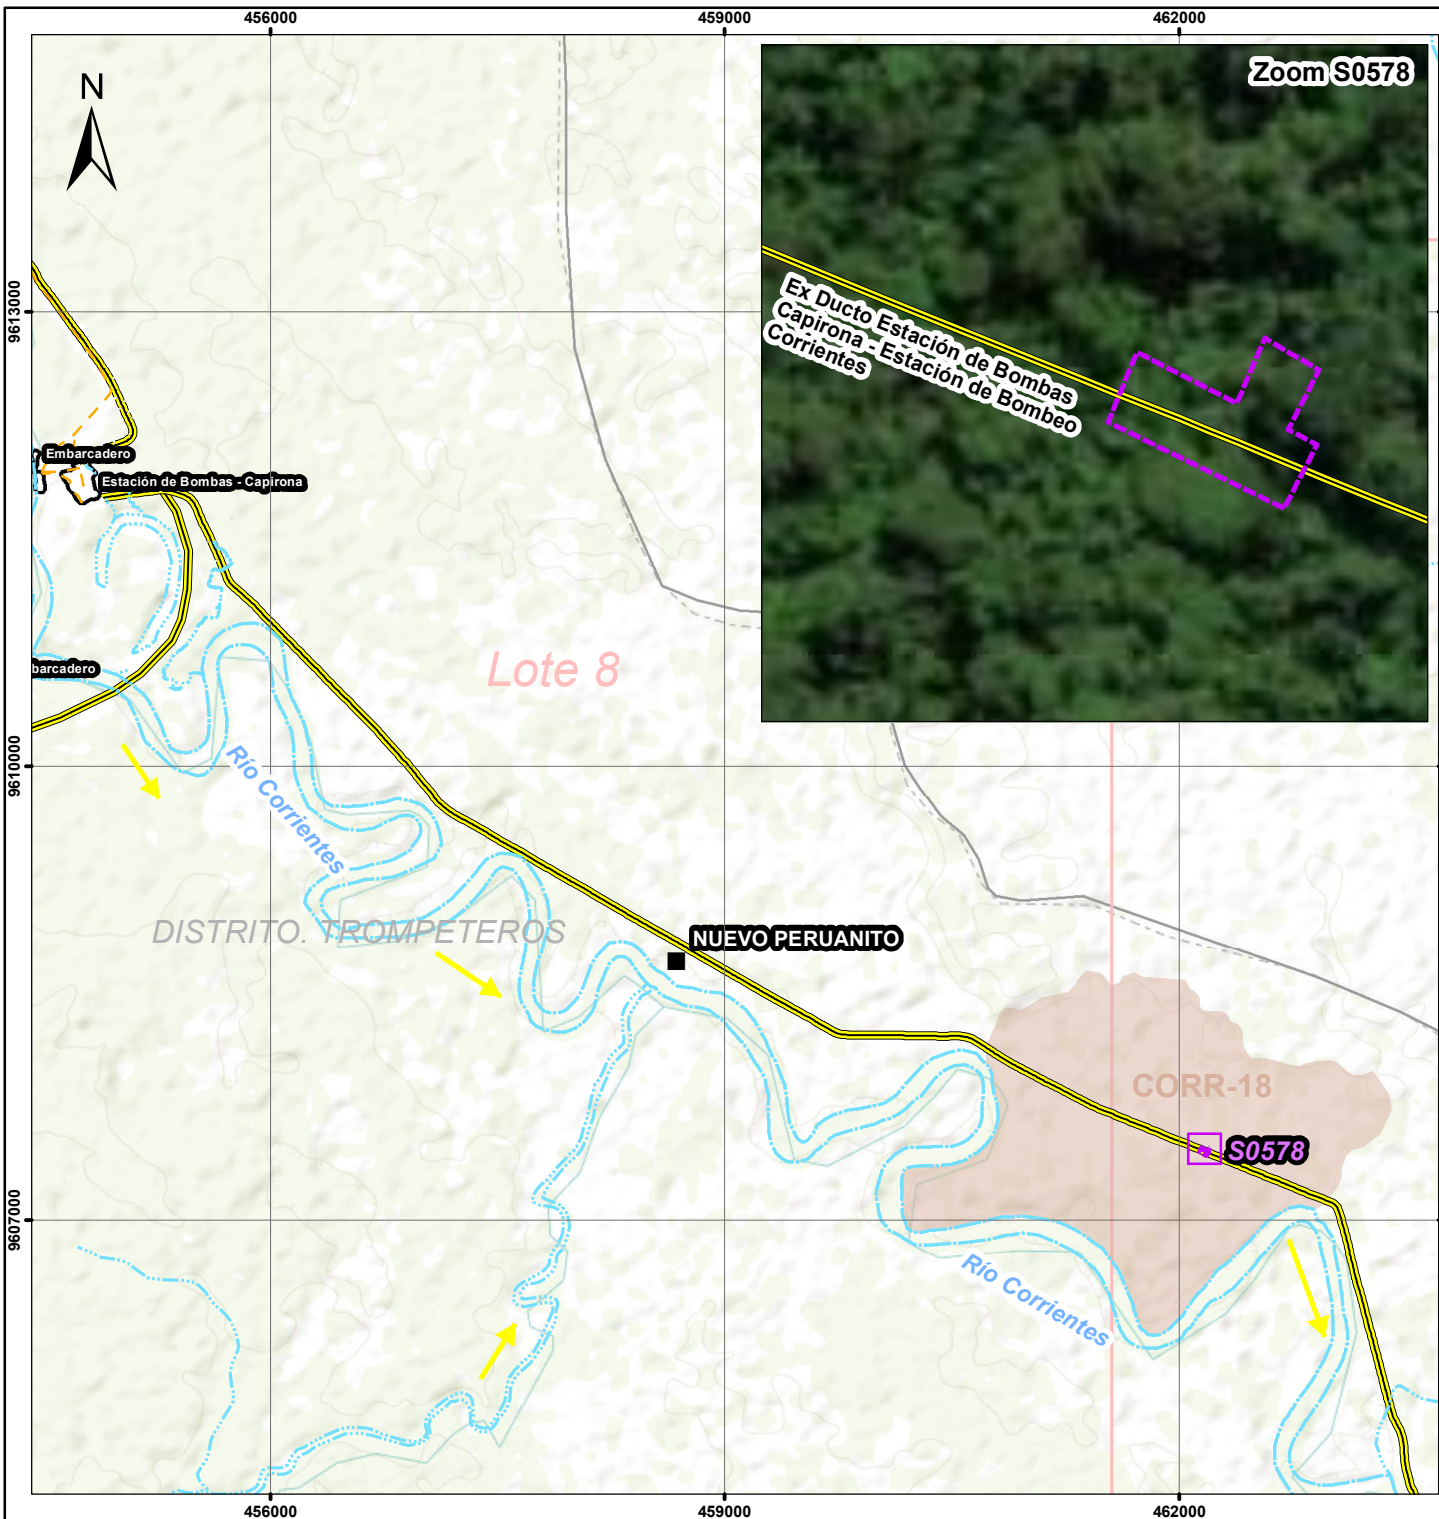 456000
459000
462000
N
Zoom S0578
Ex Ducto Estación de Bombas
Capirona - Estación de Bombeo
Corrientes
9613000
Embarcadero
Estación de Bombas - Capirona
barcadero
Lote 8
9610000
Río Corrientes
DISTRITO. TROMPETEROS
NUEVO PERUANITO
CORR-18
S0578
9607000
Río Corrientes
456000
459000
462000